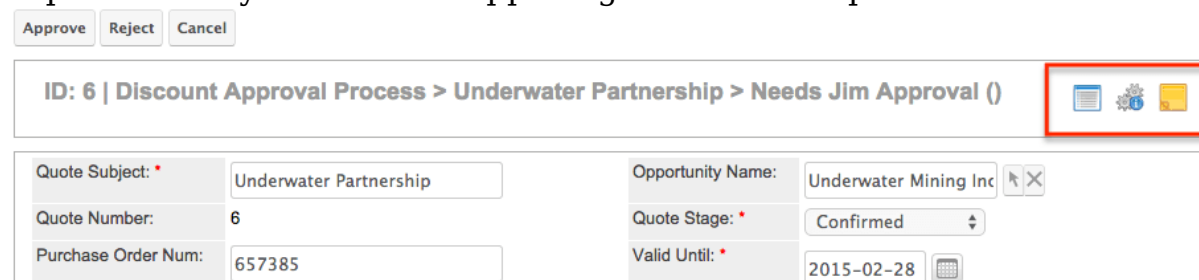 Approve Reject Cancel
ID: 6 | Discount Approval Process > Underwater Partnership > Needs Jim Approval ()
Quote Subject: * Underwater Partnership Opportunity Name: Underwater Mining Inc
Quote Number: 6 Quote Stage: * Confirmed
Purchase Order Num: 657385 Valid Until: * 2015-02-28